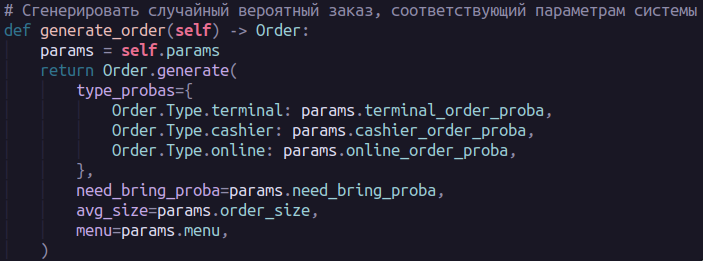 # Сгенерировать случайный вероятный заказ, соответствующий параметрам системы
def generate_order(self) -> Order:
    params = self.params
    return Order.generate(
        type_probas={
            Order.Type.terminal: params.terminal_order_proba,
            Order.Type.cashier: params.cashier_order_proba,
            Order.Type.online: params.online_order_proba,
        },
        need_bring_proba=params.need_bring_proba,
        avg_size=params.order_size,
        menu=params.menu,
    )